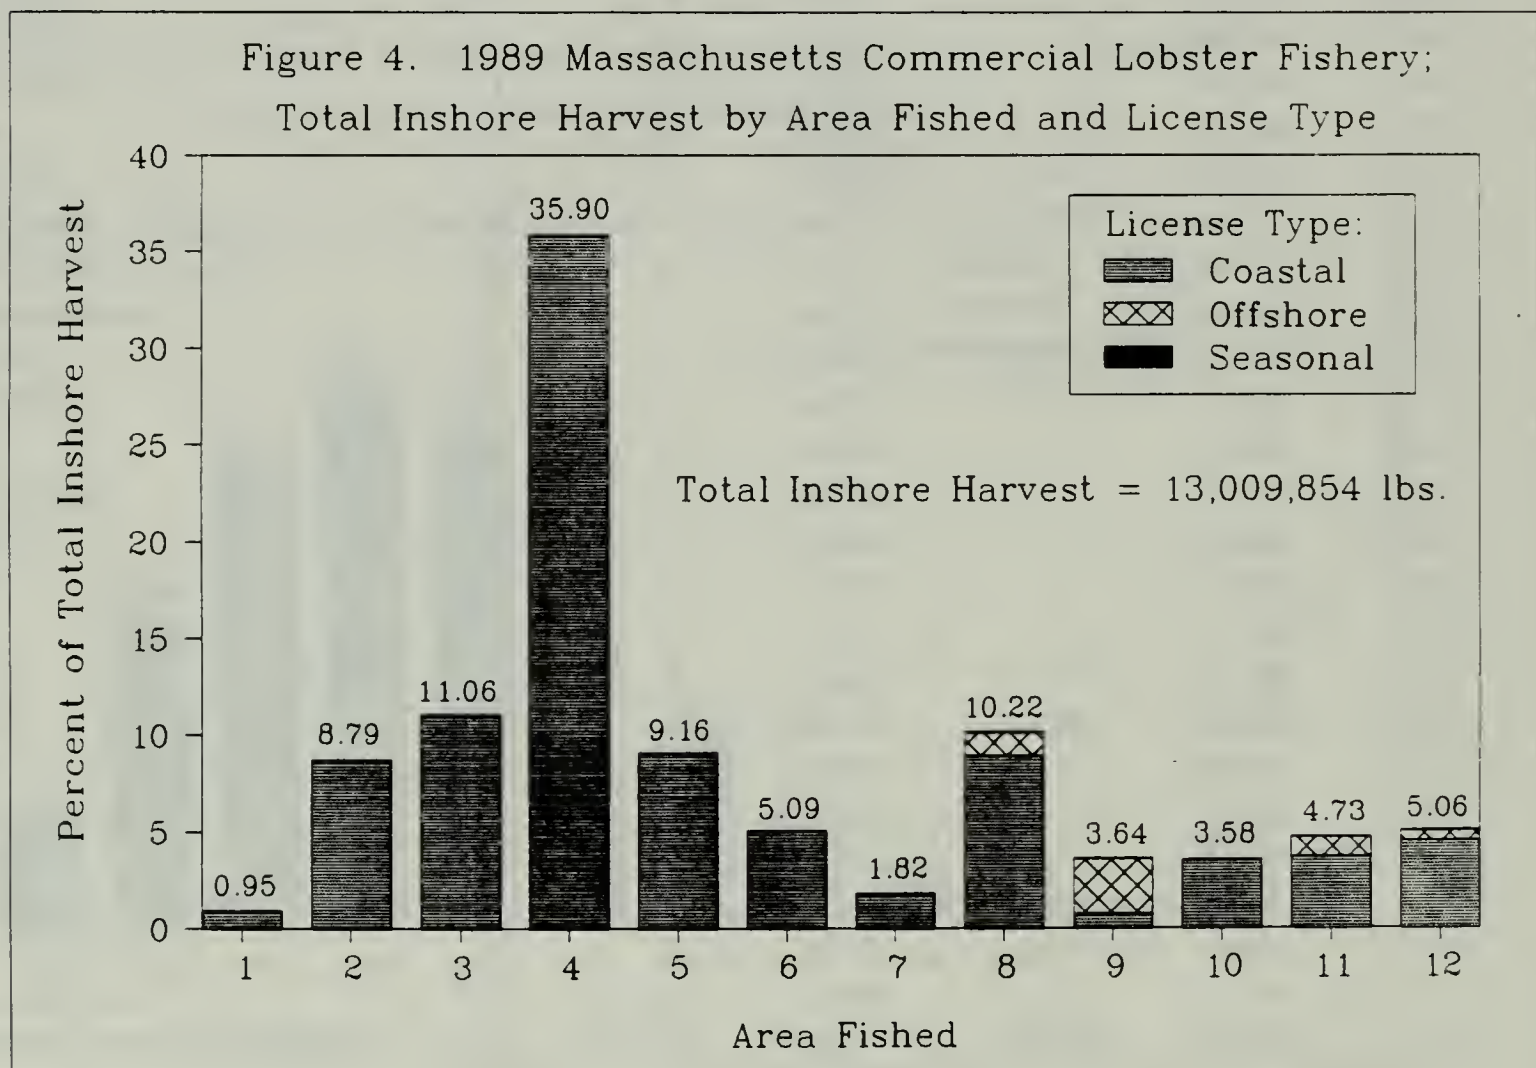 Figure 4. 1989 Massachusetts Commercial Lobster Fishery;
Total Inshore Harvest by Area Fished and License Type
Percent of Total Inshore Harvest
40
35
30
25
20
15
10
5
0
0.95
8.79
11.06
35.90
9.16
5.09
1.82
10.22
3.64
3.58
4.73
5.06
License Type:
Coastal
Offshore
Seasonal
Total Inshore Harvest = 13,009,854 lbs.
1 2 3 4 5 6 7 8 9 10 11 12
Area Fished